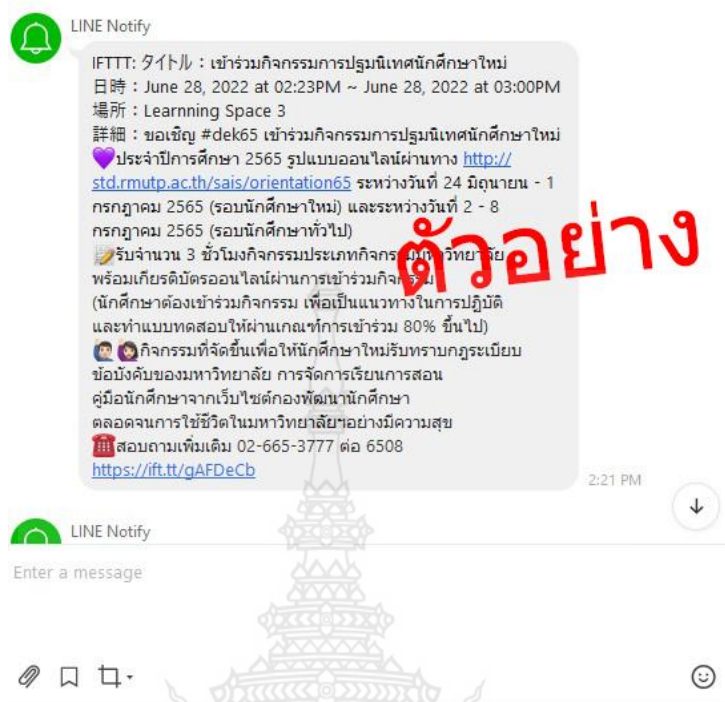 LINE Notify
IFTTT: タイトル：เข้าร่วมกิจกรรมการปฐมนิเทศนักศึกษาใหม่
日時：June 28, 2022 at 02:23PM ~ June 28, 2022 at 03:00PM
場所：Learnning Space 3
詳細：ขอเชิญ #dek65 เข้าร่วมกิจกรรมการปฐมนิเทศนักศึกษาใหม่
💜ประจำปีการศึกษา 2565 รูปแบบออนไลน์ผ่านทาง http://
std.rmutp.ac.th/sais/orientation65 ระหว่างวันที่ 24 มิถุนายน - 1
กรกฎาคม 2565 (รอบนักศึกษาใหม่) และระหว่างวันที่ 2 - 8
กรกฎาคม 2565 (รอบนักศึกษาทั่วไป)
ตัวอย่าง
📝รับจำนวน 3 ชั่วโมงกิจกรรมประเภทกิจกรรมมหาวิทยาลัย
พร้อมเกียรติบัตรออนไลน์ผ่านการเข้าร่วมกิจกรรม
(นักศึกษาต้องเข้าร่วมกิจกรรม เพื่อเป็นแนวทางในการปฏิบัติ
และทำแบบทดสอบให้ผ่านเกณฑ์การเข้าร่วม 80% ขึ้นไป)
🙋🏻‍♂️ 🙋🏻‍♀️กิจกรรมที่จัดขึ้นเพื่อให้นักศึกษาใหม่รับทราบกฎระเบียบ
ข้อบังคับของมหาวิทยาลัย การจัดการเรียนการสอน
คู่มือนักศึกษาจากเว็บไซต์กองพัฒนานักศึกษา
ตลอดจนการใช้ชีวิตในมหาวิทยาลัยฯอย่างมีความสุข
☎️สอบถามเพิ่มเติม 02-665-3777 ต่อ 6508
https://ift.tt/gAFDeCb
2:21 PM
LINE Notify
Enter a message